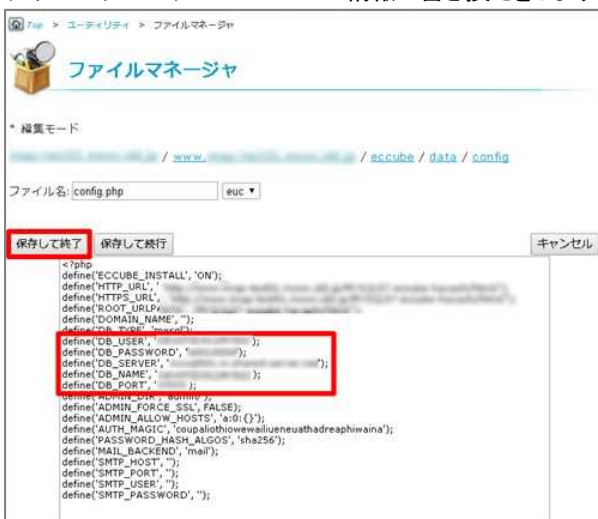 Top > ユーティリティ > ファイルマネージャ
ファイルマネージャ
* 編集モード
/ www. / eccube / data / config
ファイル名: config.php euc ▼
保存して終了 保存して続行 キャンセル
<?php
define('ECCUBE_INSTALL', 'ON');
define('HTTP_URL', '
define('HTTPS_URL',
define('ROOT_URLPA
define('DOMAIN_NAME', '');
define('DB_TYPE', 'mysql');
define('DB_USER', ');
define('DB_PASSWORD', ');
define('DB_SERVER', ');
define('DB_NAME', ');
define('DB_PORT', ');
define('ADMIN_DIR', 'admin/');
define('ADMIN_FORCE_SSL', FALSE);
define('ADMIN_ALLOW_HOSTS', 'a:0:{}');
define('AUTH_MAGIC', 'coupaliothiowewailiueneuathadreaphiwaina');
define('PASSWORD_HASH_ALGOS', 'sha256');
define('MAIL_BACKEND', 'mail');
define('SMTP_HOST', '');
define('SMTP_PORT', '');
define('SMTP_USER', '');
define('SMTP_PASSWORD', '');